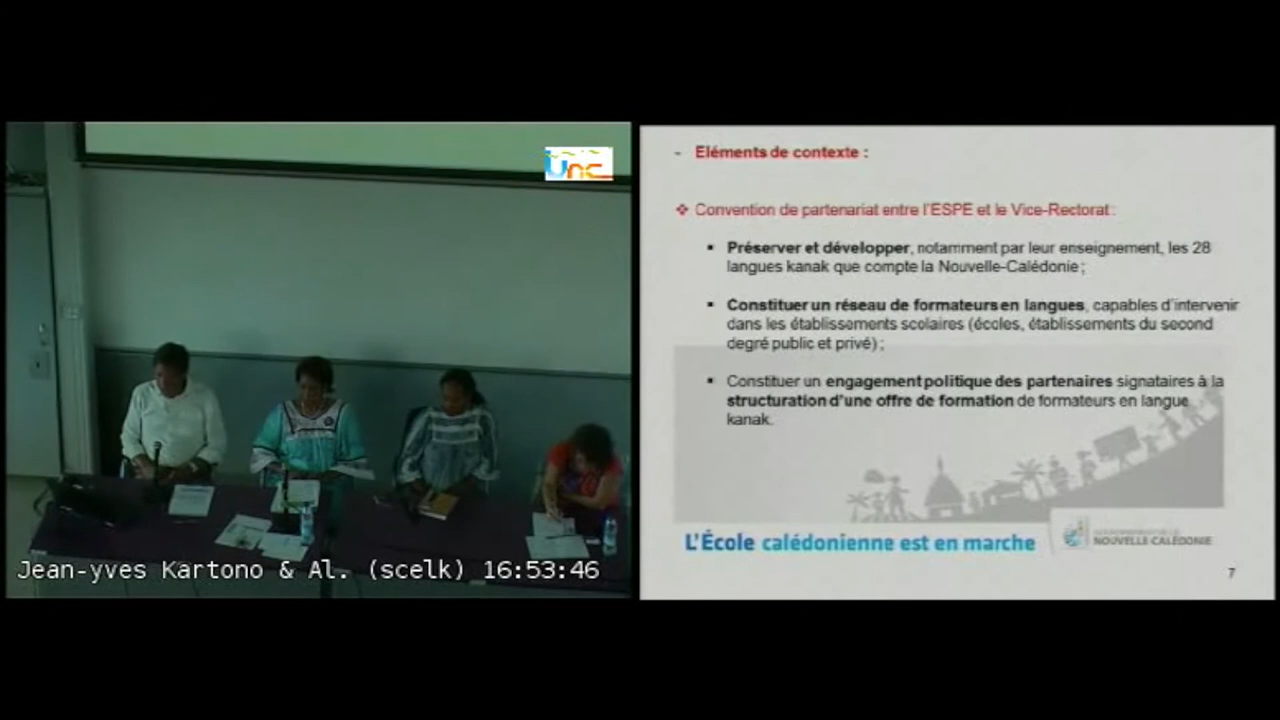 Unc
Jean-yves Kartono & Al. (scelk) 16:53:46
- Eléments de contexte :
❖ Convention de partenariat entre l'ESPE et le Vice-Rectorat :
▪ Préserver et développer, notamment par leur enseignement, les 28
langues kanak que compte la Nouvelle-Calédonie ;
▪ Constituer un réseau de formateurs en langues, capables d'intervenir
dans les établissements scolaires (écoles, établissements du second
degré public et privé) ;
▪ Constituer un engagement politique des partenaires signataires à la
structuration d'une offre de formation de formateurs en langue
kanak.
L'École calédonienne est en marche
NOUVELLE-CALÉDONIE
7